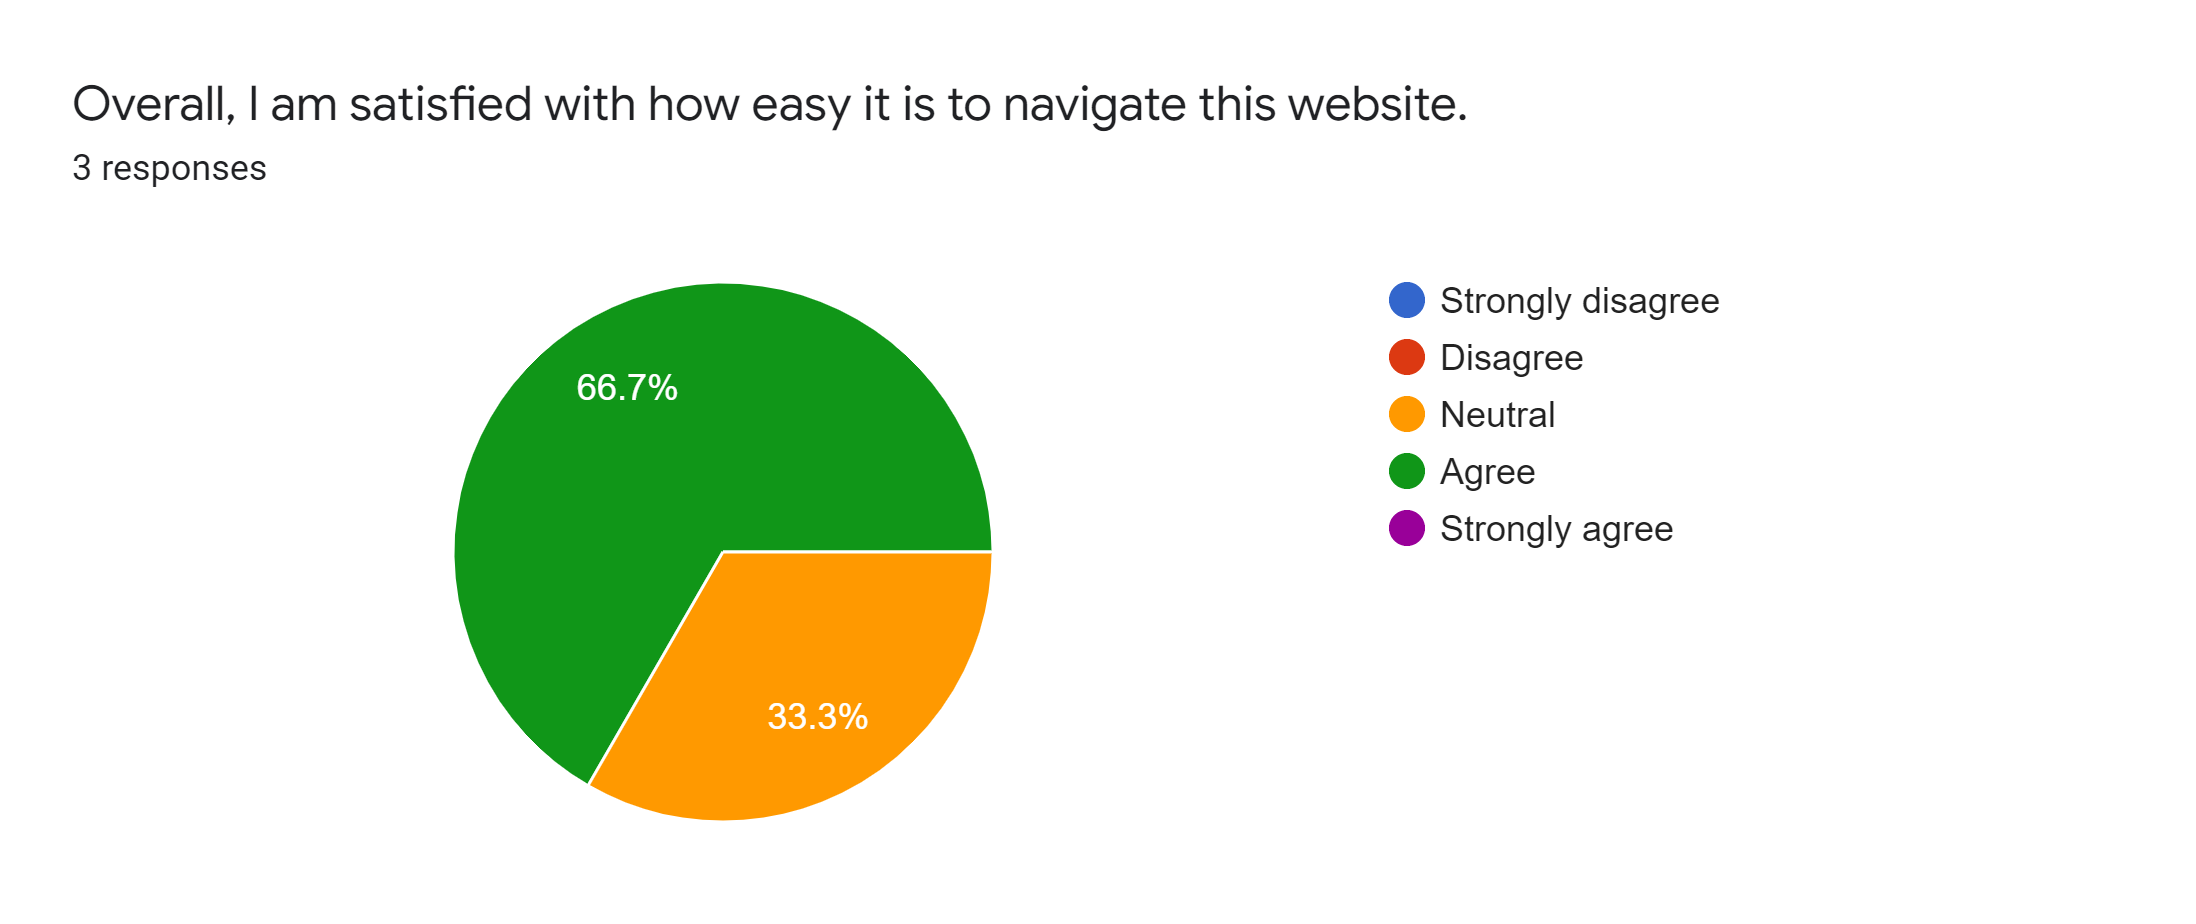 Overall, I am satisfied with how easy it is to navigate this website.
3 responses
66.7%
33.3%
Strongly disagree
Disagree
Neutral
Agree
Strongly agree